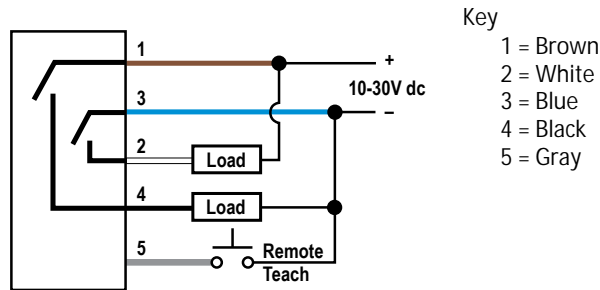 Key
1 = Brown
2 = White
3 = Blue
4 = Black
5 = Gray
1
+
10-30V dc
3
–
2
Load
4
Load
5
Remote
Teach